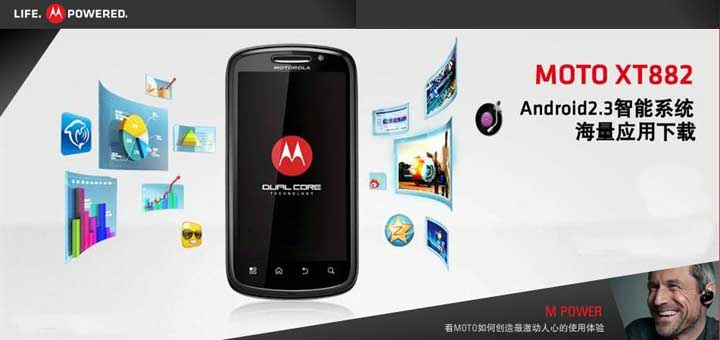 LIFE. POWERED.
MOTOROLA
DUAL CORE
TECHNOLOGY
MOTO XT882
Android2.3智能系统
海量应用下载
M POWER
看MOTO如何创造最激动人心的使用体验